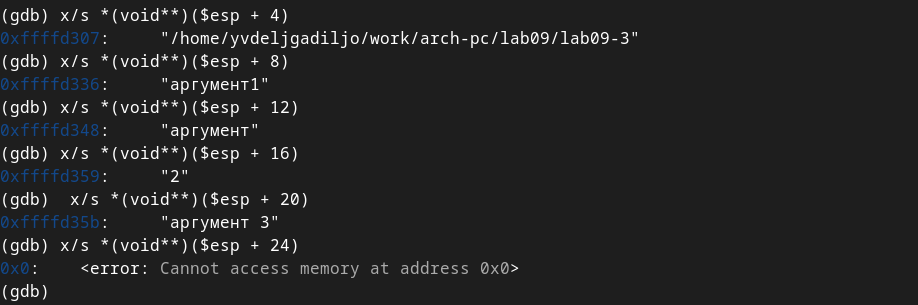 (gdb) x/s *(void**)($esp + 4)
0xffffd307:     "/home/yvdeljgadiljo/work/arch-pc/lab09/lab09-3"
(gdb) x/s *(void**)($esp + 8)
0xffffd336:     "аргумент1"
(gdb) x/s *(void**)($esp + 12)
0xffffd348:     "аргумент"
(gdb) x/s *(void**)($esp + 16)
0xffffd359:     "2"
(gdb)  x/s *(void**)($esp + 20)
0xffffd35b:     "аргумент 3"
(gdb) x/s *(void**)($esp + 24)
0x0:    <error: Cannot access memory at address 0x0>
(gdb)